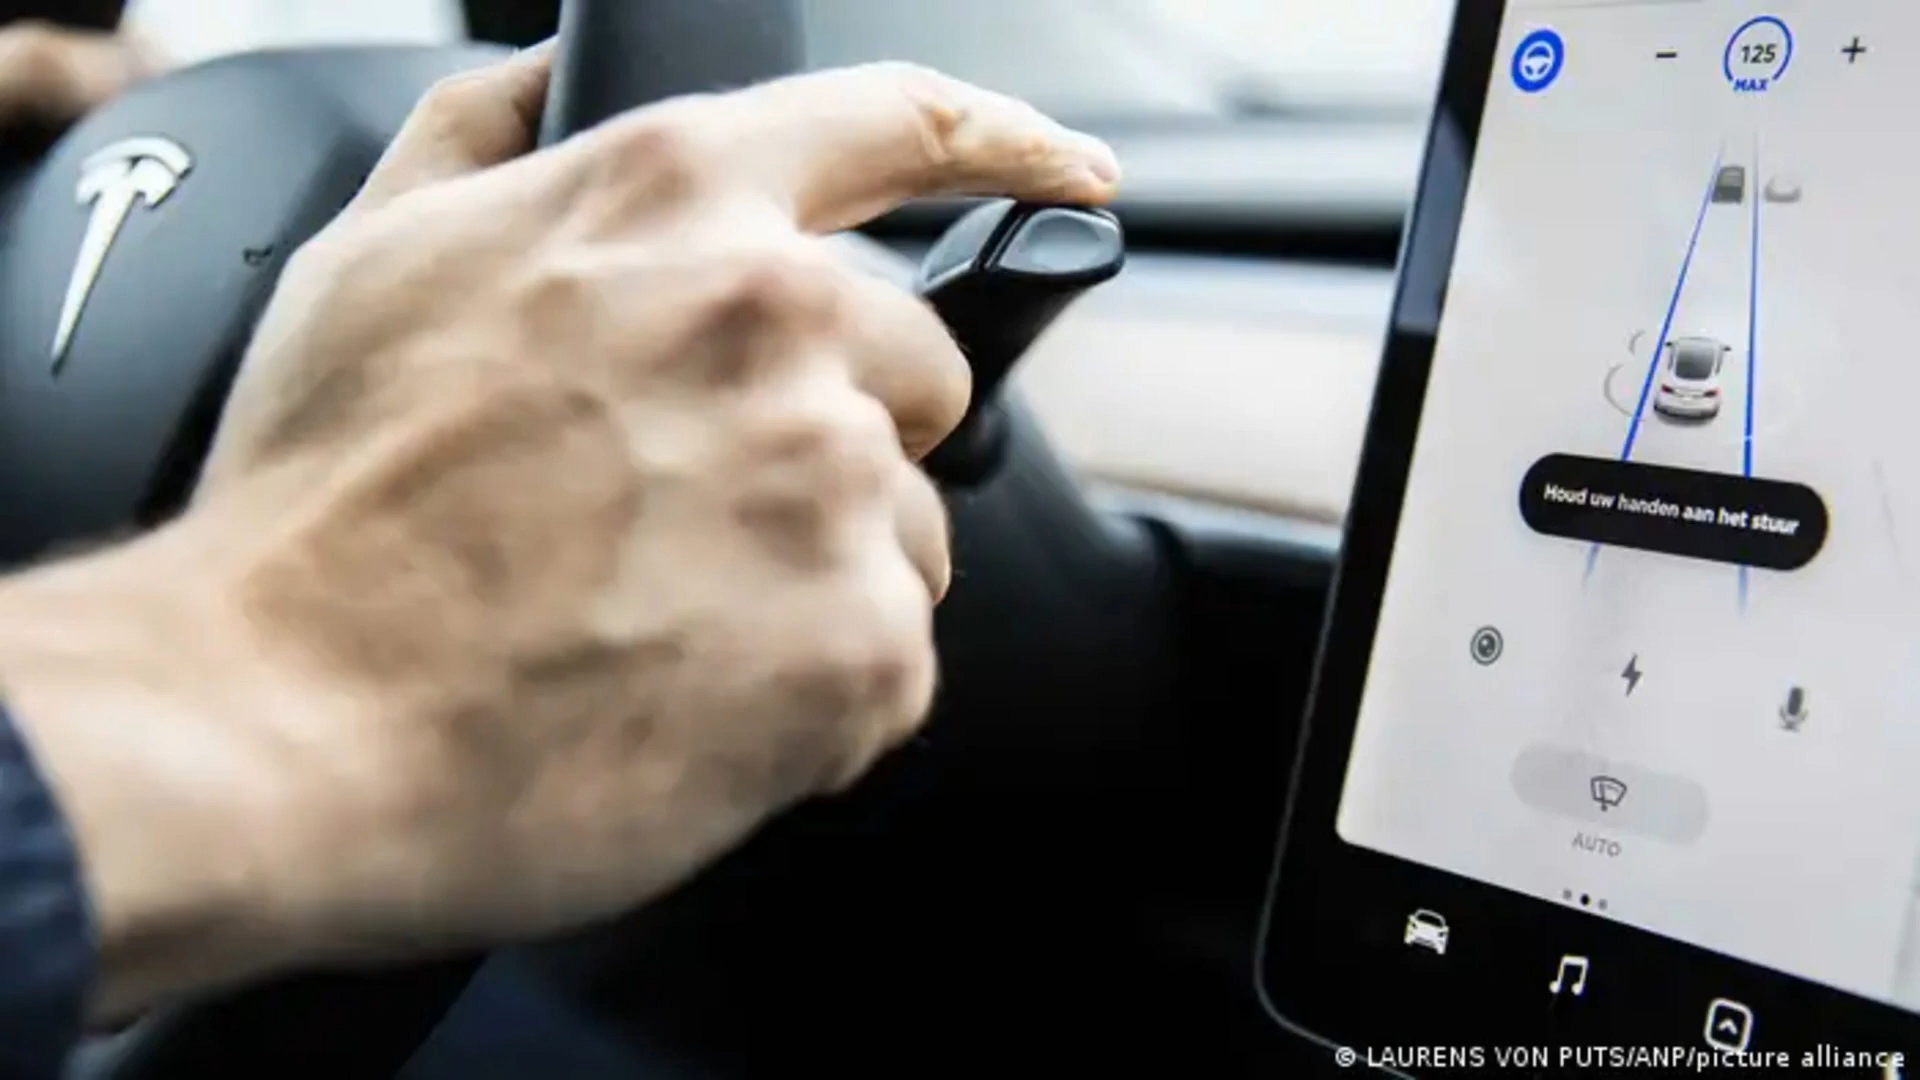 125
MAX
Houd uw handen aan het stuur
AUTO
© LAURENS VON PUTS/ANP/picture alliance